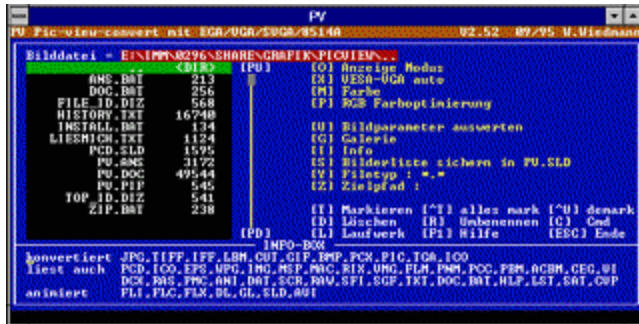 PV
PV Pic-view-convert mit EGA/VGA/SVGA/8514A V2.52 09/95 W.Wiedmann
Bilddatei = E:\IMM\0296\SHARE\GRAFIK\PICVIEW\..
.. <DIR> [PU] [O] Anzeige Modus
ANS.BAT 213 [X] VESA-VGA auto
DOC.BAT 256 [M] Farbe
FILE_ID.DIZ 568 [P] RGB Farboptimierung
HISTORY.TXT 16740
INSTALL.BAT 134 [U] Bildparameter auswerten
LIESMICH.TXT 1124 [G] Galerie
PCD.SLD 1595 [I] Info
PV.ANS 3172 [S] Bilderliste sichern in PV.SLD
PV.DOC 49544 [Y] Filetyp : *.*
PV.PIF 545 [Z] Zielpfad :
TOP_ID.DIZ 541
ZIP.BAT 238 [T] Markieren [^T] alles mark [^U] demark
[D] Löschen [R] Umbenennen [C] Cmd
[PD] [L] Laufwerk [F1] Hilfe [ESC] Ende
INFO-BOX
konvertiert JPG,TIFF,IFF,LBM,CUT,GIF,BMP,PCX,PIC,TGA,ICO
liest auch PCD,ICO,EPS,WPG,IMG,MSP,MAC,RIX,VMG,FLM,PNM,PCC,PBM,ACBM,CEG,VI
DCX,RAS,PMC,ANI,DAT,SCR,RAW,SFI,SGF,TXT,DOC,BAT,HLP,LST,SAT,CVP
animiert FLI,FLC,FLX,DL,GL,SLD,AVI